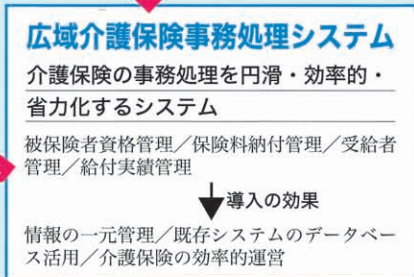 広域介護保険事務処理システム
介護保険の事務処理を円滑・効率的・
省力化するシステム
被保険者資格管理／保険料納付管理／受給者
管理／給付実績管理
導入の効果
情報の一元管理／既存システムのデータベー
ス活用／介護保険の効率的運営